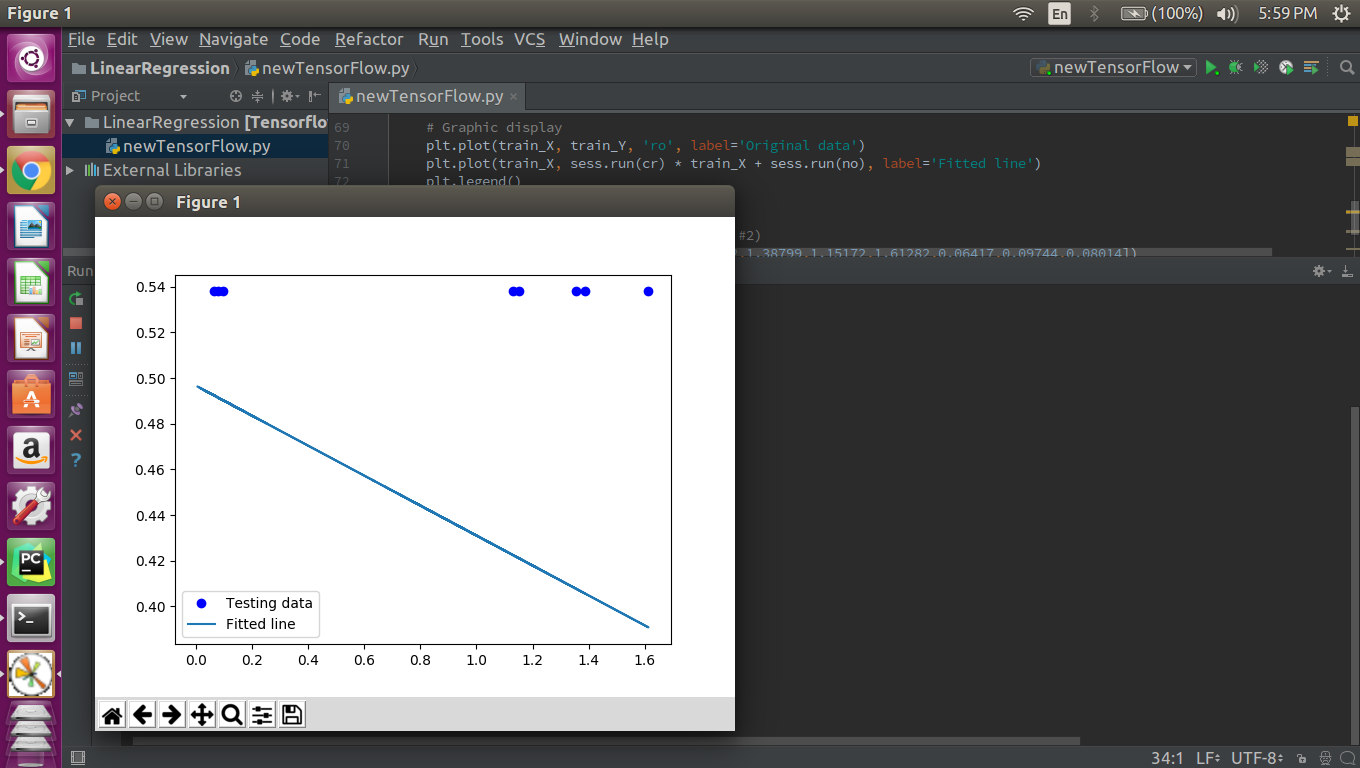 Figure 1
En
(100%)
5:59 PM
File Edit View Navigate Code Refactor Run Tools VCS Window Help
LinearRegression
newTensorFlow.py
newTensorFlow
Project
newTensorFlow.py
LinearRegression [Tensorflo
newTensorFlow.py
External Libraries
69 # Graphic display
70 plt.plot(train_X, train_Y, 'ro', label='Original data')
71 plt.plot(train_X, sess.run(cr) * train_X + sess.run(no), label='Fitted line')
72 plt.legend()
#2)
,1.38799,1.15172,1.61282,0.06417,0.09744,0.08014])
Run
Figure 1
0.54
0.52
0.50
0.48
0.46
0.44
0.42
0.40
Testing data
Fitted line
0.0 0.2 0.4 0.6 0.8 1.0 1.2 1.4 1.6
a
PC
>_
?
34:1 LF UTF-8